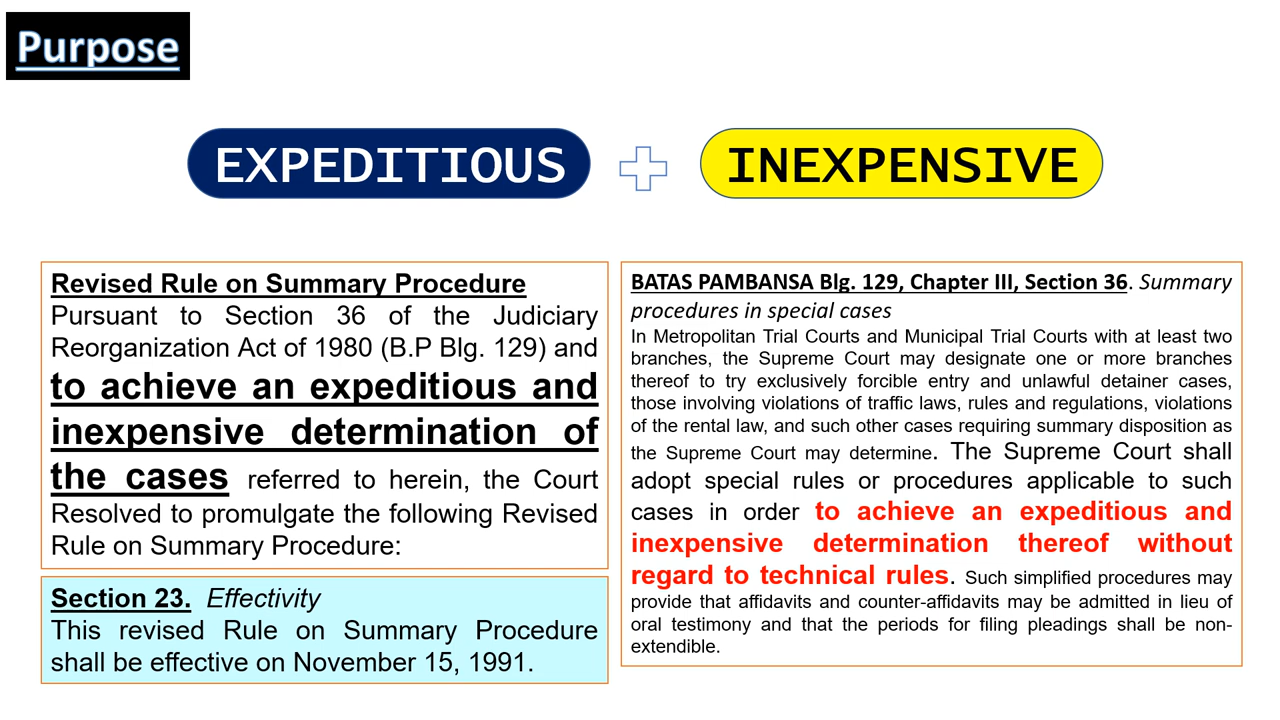 Purpose
EXPEDITIOUS
INEXPENSIVE
Revised Rule on Summary Procedure
Pursuant to Section 36 of the Judiciary
Reorganization Act of 1980 (B.P Blg. 129) and
to achieve an expeditious and
inexpensive determination of
the cases referred to herein, the Court
Resolved to promulgate the following Revised
Rule on Summary Procedure:
Section 23. Effectivity
This revised Rule on Summary Procedure
shall be effective on November 15, 1991.
BATAS PAMBANSA Blg. 129, Chapter III, Section 36. Summary
procedures in special cases
In Metropolitan Trial Courts and Municipal Trial Courts with at least two
branches, the Supreme Court may designate one or more branches
thereof to try exclusively forcible entry and unlawful detainer cases,
those involving violations of traffic laws, rules and regulations, violations
of the rental law, and such other cases requiring summary disposition as
the Supreme Court may determine. The Supreme Court shall
adopt special rules or procedures applicable to such
cases in order to achieve an expeditious and
inexpensive determination thereof without
regard to technical rules. Such simplified procedures may
provide that affidavits and counter-affidavits may be admitted in lieu of
oral testimony and that the periods for filing pleadings shall be non-
extendible.